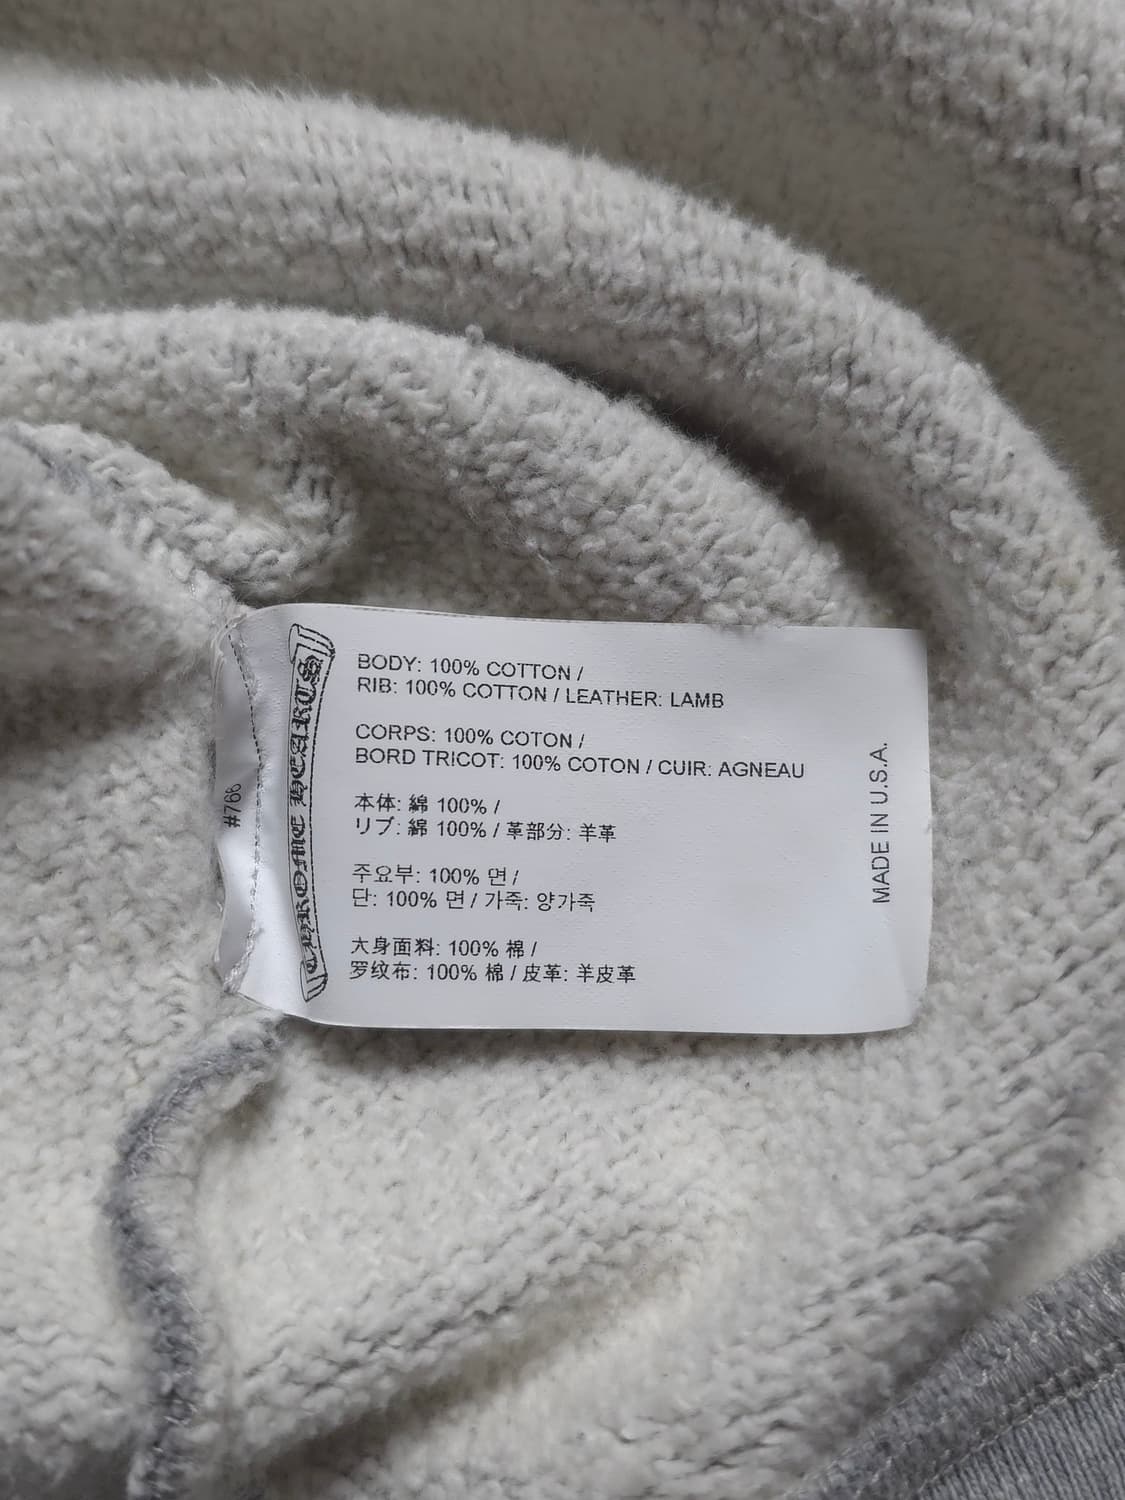 BODY: 100% COTTON /
RIB: 100% COTTON / LEATHER: LAMB
CORPS: 100% COTON /
BORD TRICOT: 100% COTON / CUIR: AGNEAU
本体: 綿 100% /
リブ: 綿 100% / 革部分: 羊革
주요부: 100% 면 /
단: 100% 면 / 가죽: 양가죽
大身面料: 100% 棉 /
罗纹布: 100% 棉 / 皮革: 羊皮革
MADE IN U.S.A.
CHROME HEARTS
#766